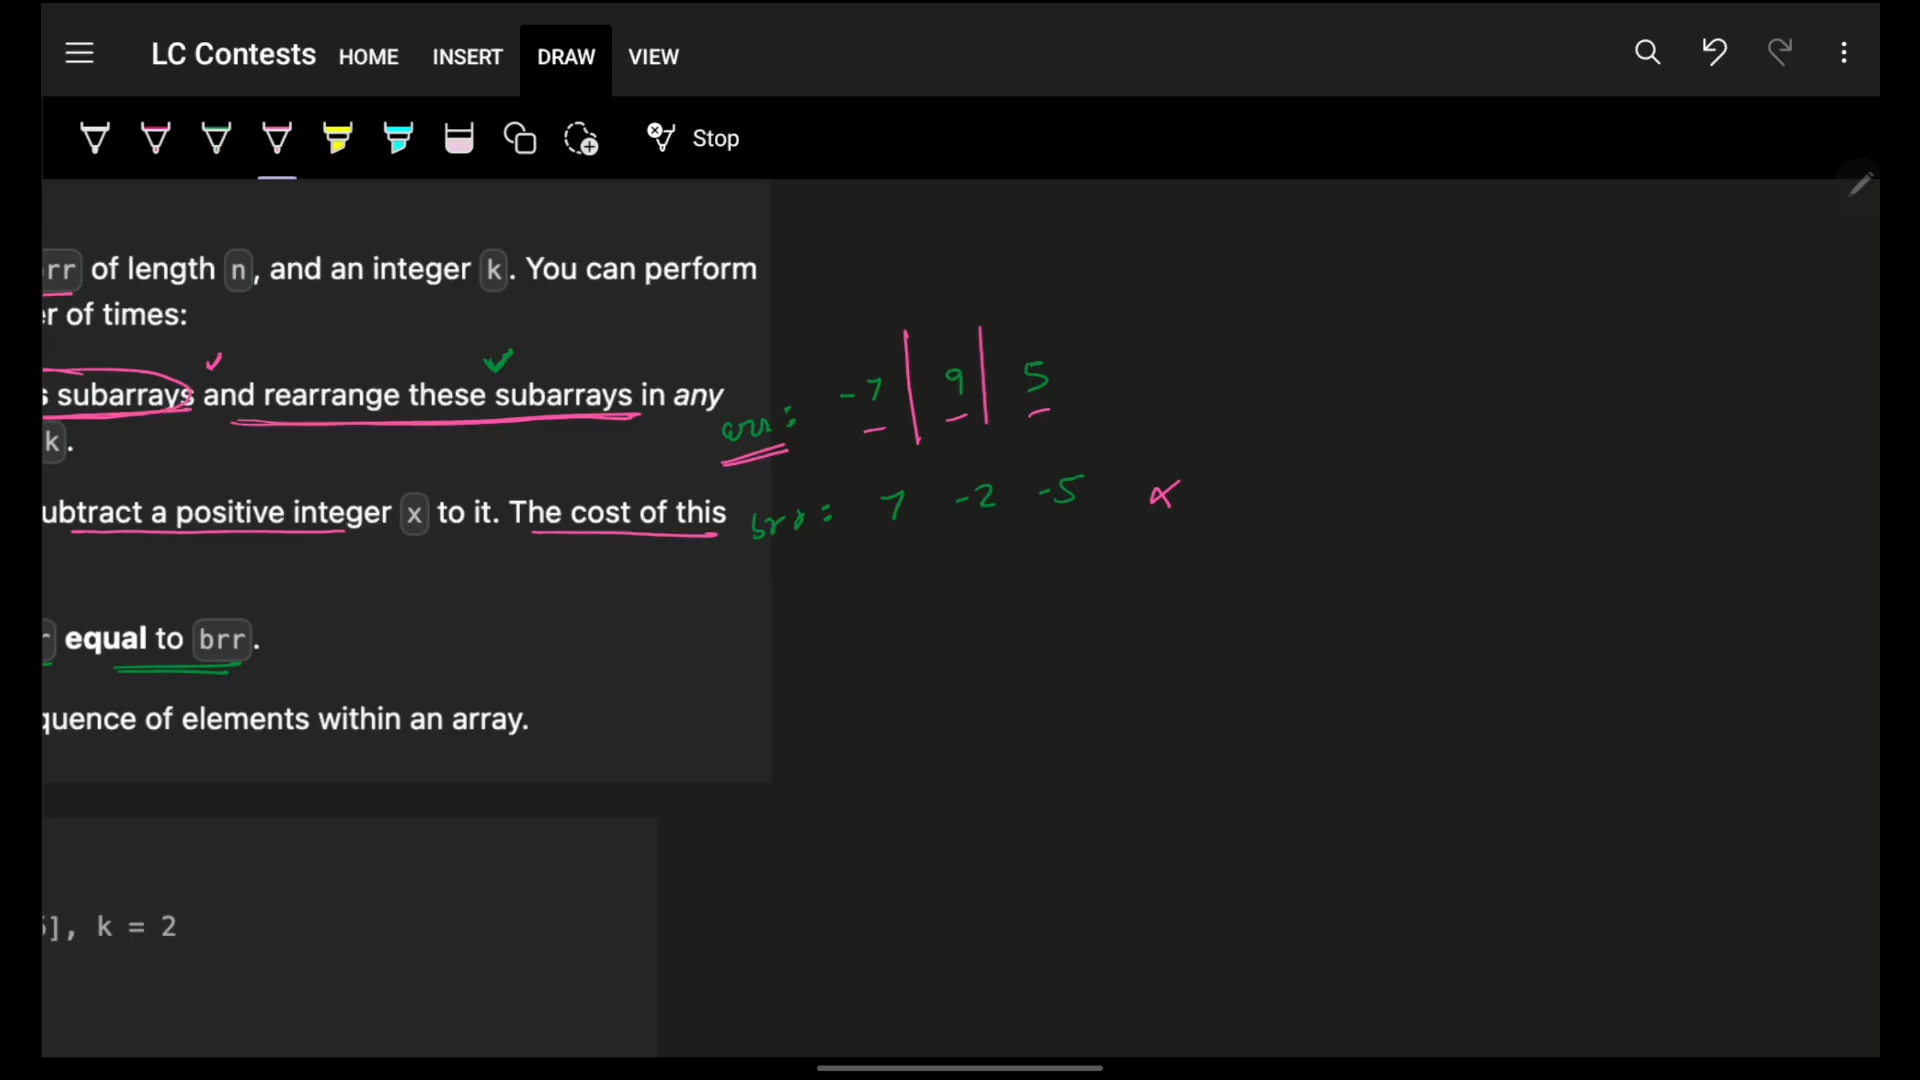 LC Contests HOME INSERT DRAW VIEW
Stop
rr of length n, and an integer k. You can perform
er of times:
s subarrays and rearrange these subarrays in any
k.
ubtract a positive integer x to it. The cost of this
r equal to brr.
quence of elements within an array.
5], k = 2
arr: -7 | 9 | 5
brr: 7 -2 -5